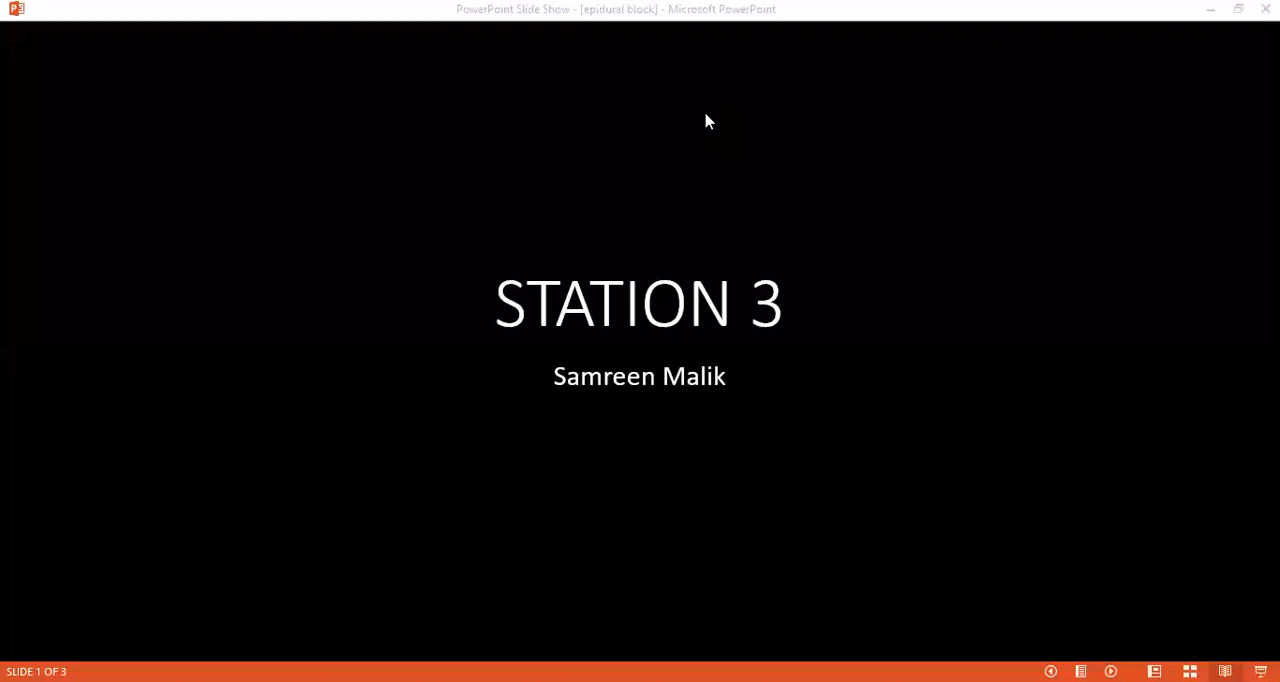 PowerPoint Slide Show - [epidural block] - Microsoft PowerPoint
STATION 3
Samreen Malik
SLIDE 1 OF 3